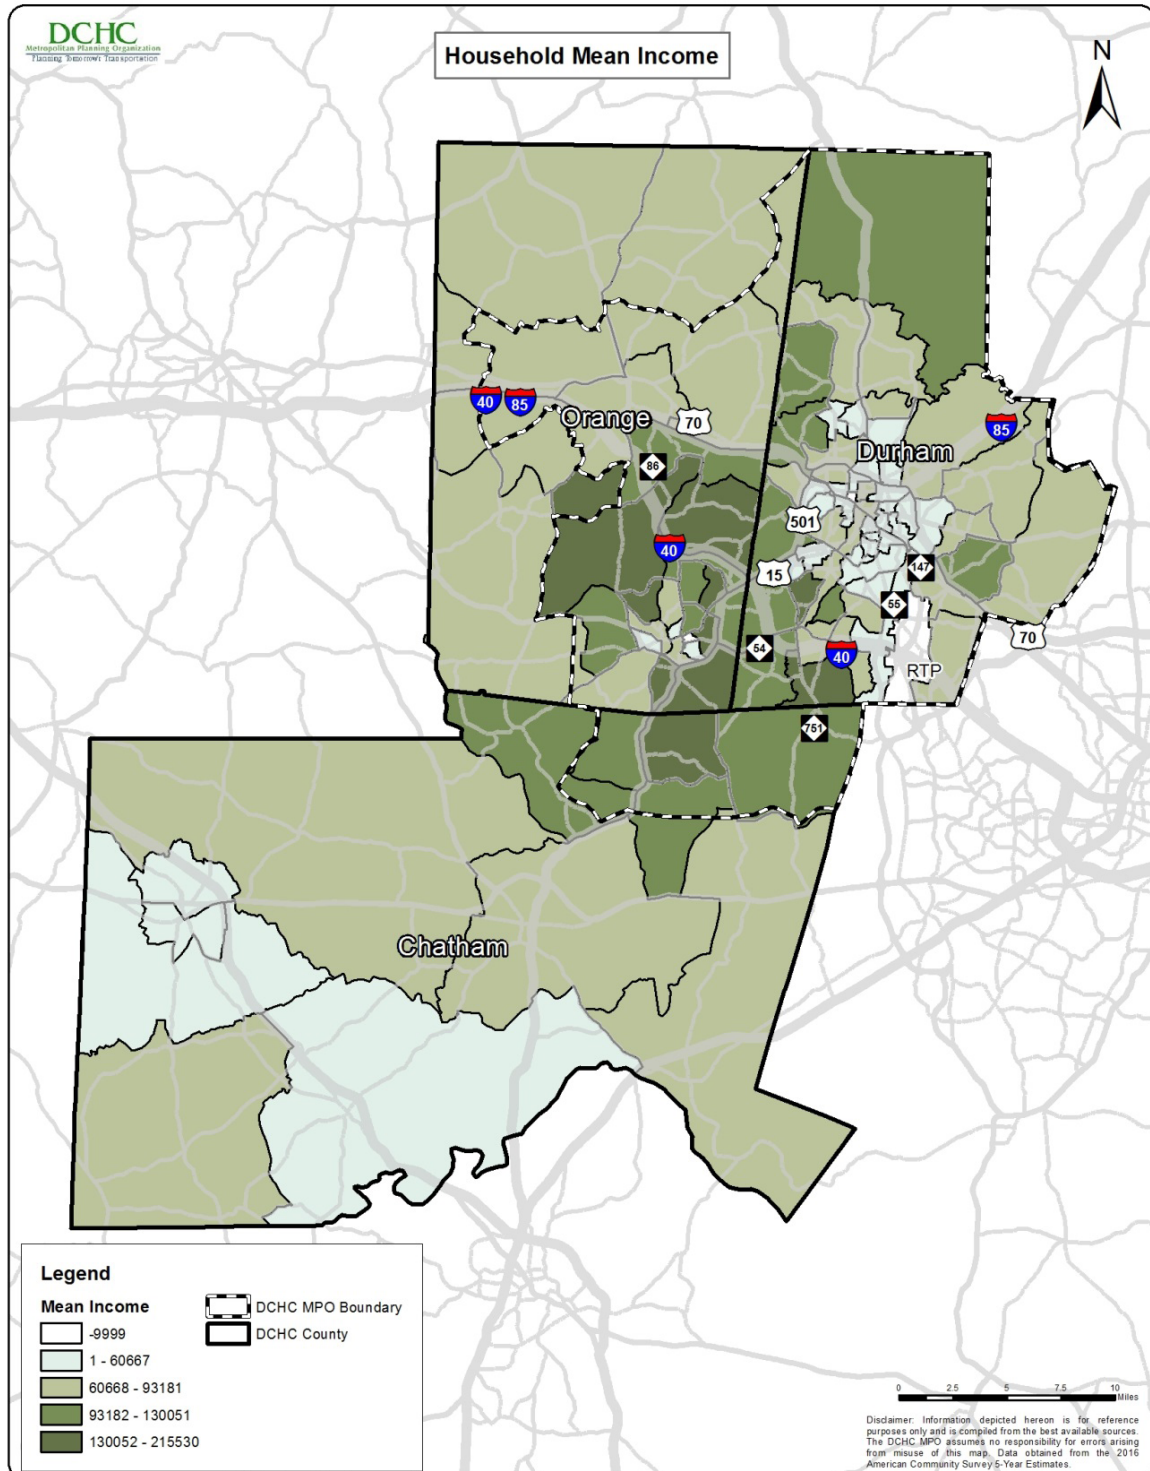 DCHC
Metropolitan Planning Organization
Planning Tomorrow's Transportation
Household Mean Income
N
40
85
Orange
70
86
85
Durham
501
40
15
147
55
70
54
40
RTP
751
Chatham
Legend
Mean Income
-9999
1 - 60667
60668 - 93181
93182 - 130051
130052 - 215530
DCHC MPO Boundary
DCHC County
0 2.5 5 7.5 10
Miles
Disclaimer: Information depicted hereon is for reference
purposes only and is compiled from the best available sources.
The DCHC MPO assumes no responsibility for errors arising
from misuse of this map. Data obtained from the 2016
American Community Survey 5-Year Estimates.